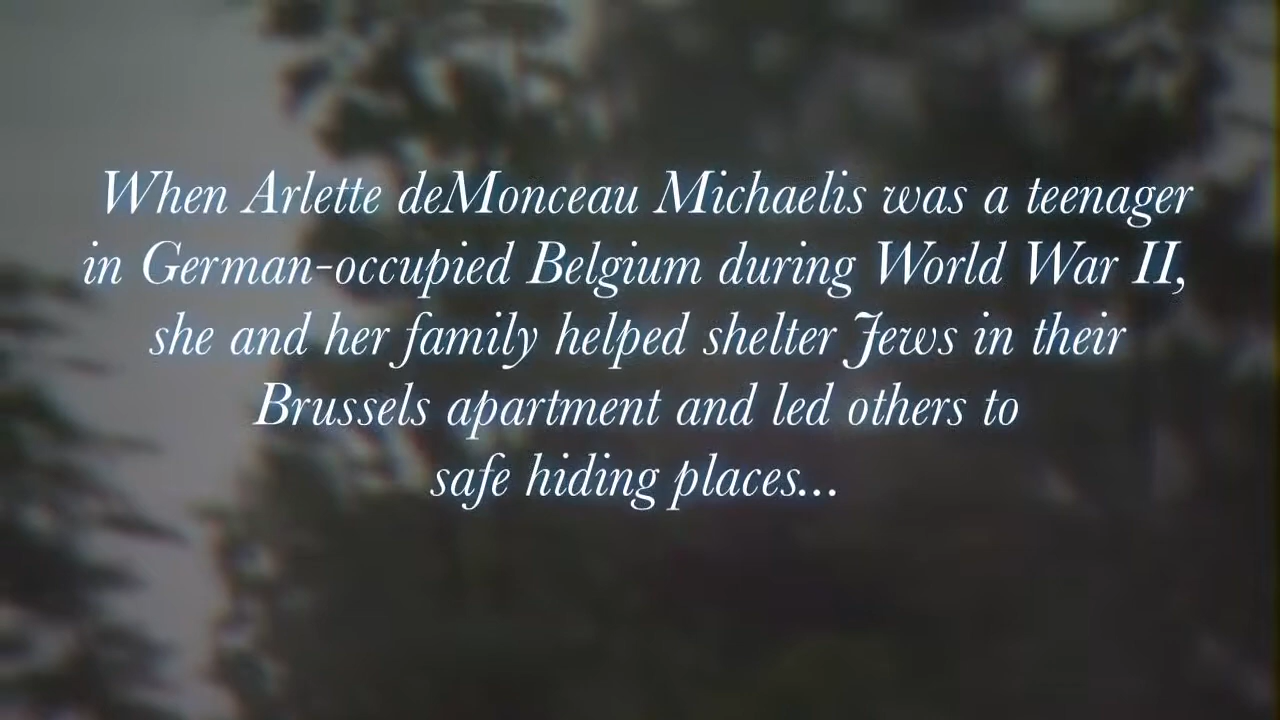 When Arlette deMonceau Michaelis was a teenager
in German-occupied Belgium during World War II,
she and her family helped shelter Jews in their
Brussels apartment and led others to
safe hiding places...